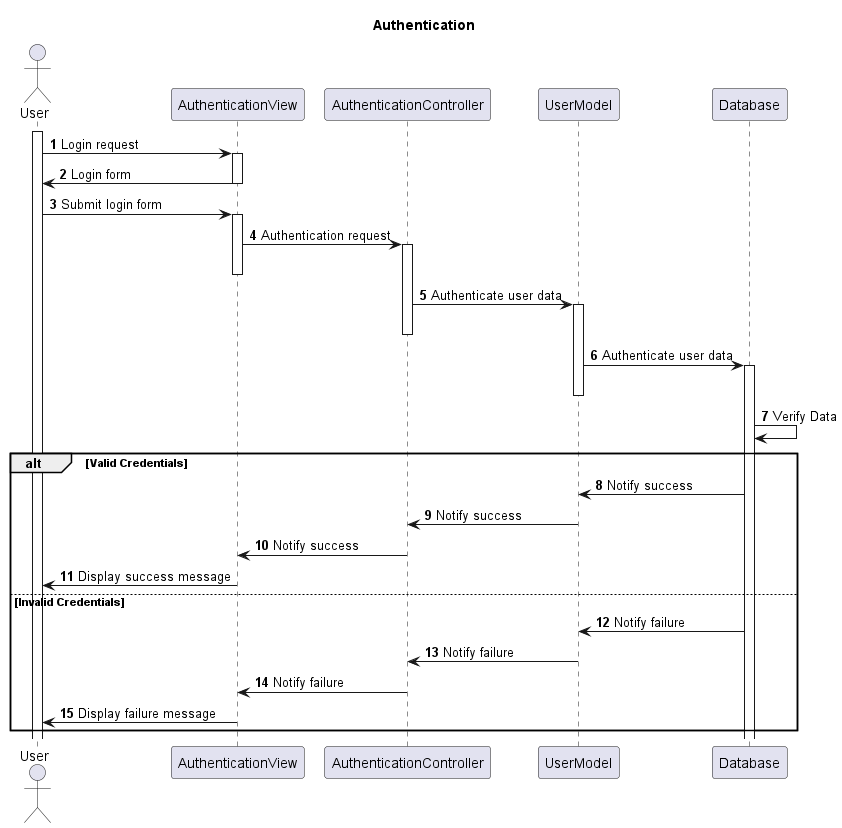 Authentication
User
AuthenticationView
AuthenticationController
UserModel
Database
1 Login request
2 Login form
3 Submit login form
4 Authentication request
5 Authenticate user data
6 Authenticate user data
7 Verify Data
alt [Valid Credentials]
8 Notify success
9 Notify success
10 Notify success
11 Display success message
[Invalid Credentials]
12 Notify failure
13 Notify failure
14 Notify failure
15 Display failure message
User
AuthenticationView
AuthenticationController
UserModel
Database